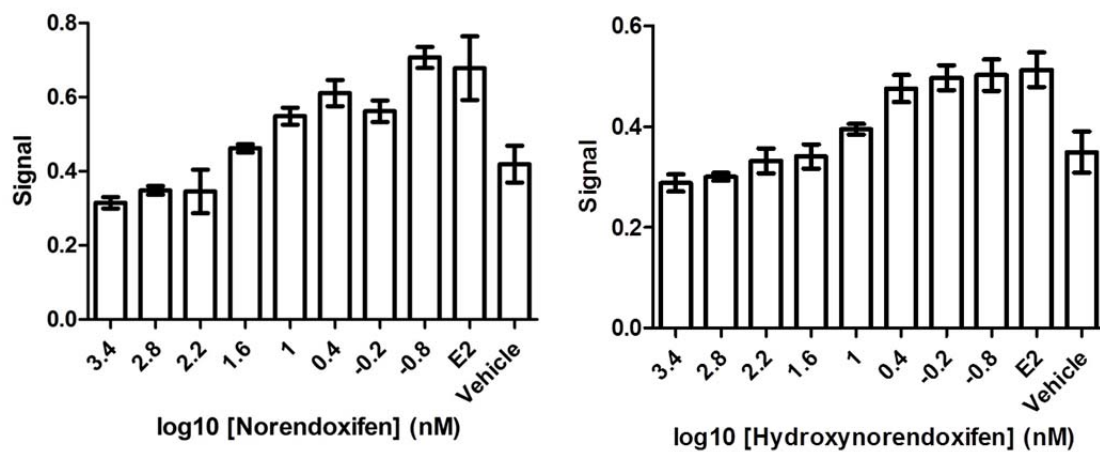 0.8
0.6
0.4
0.2
0.0
Signal
3.4 2.8 2.2 1.6 1 0.4 -0.2 -0.8 E2 Vehicle
log10 [Norendoxifen] (nM)
0.6
0.4
0.2
0.0
Signal
3.4 2.8 2.2 1.6 1 0.4 -0.2 -0.8 E2 Vehicle
log10 [Hydroxynorendoxifen] (nM)